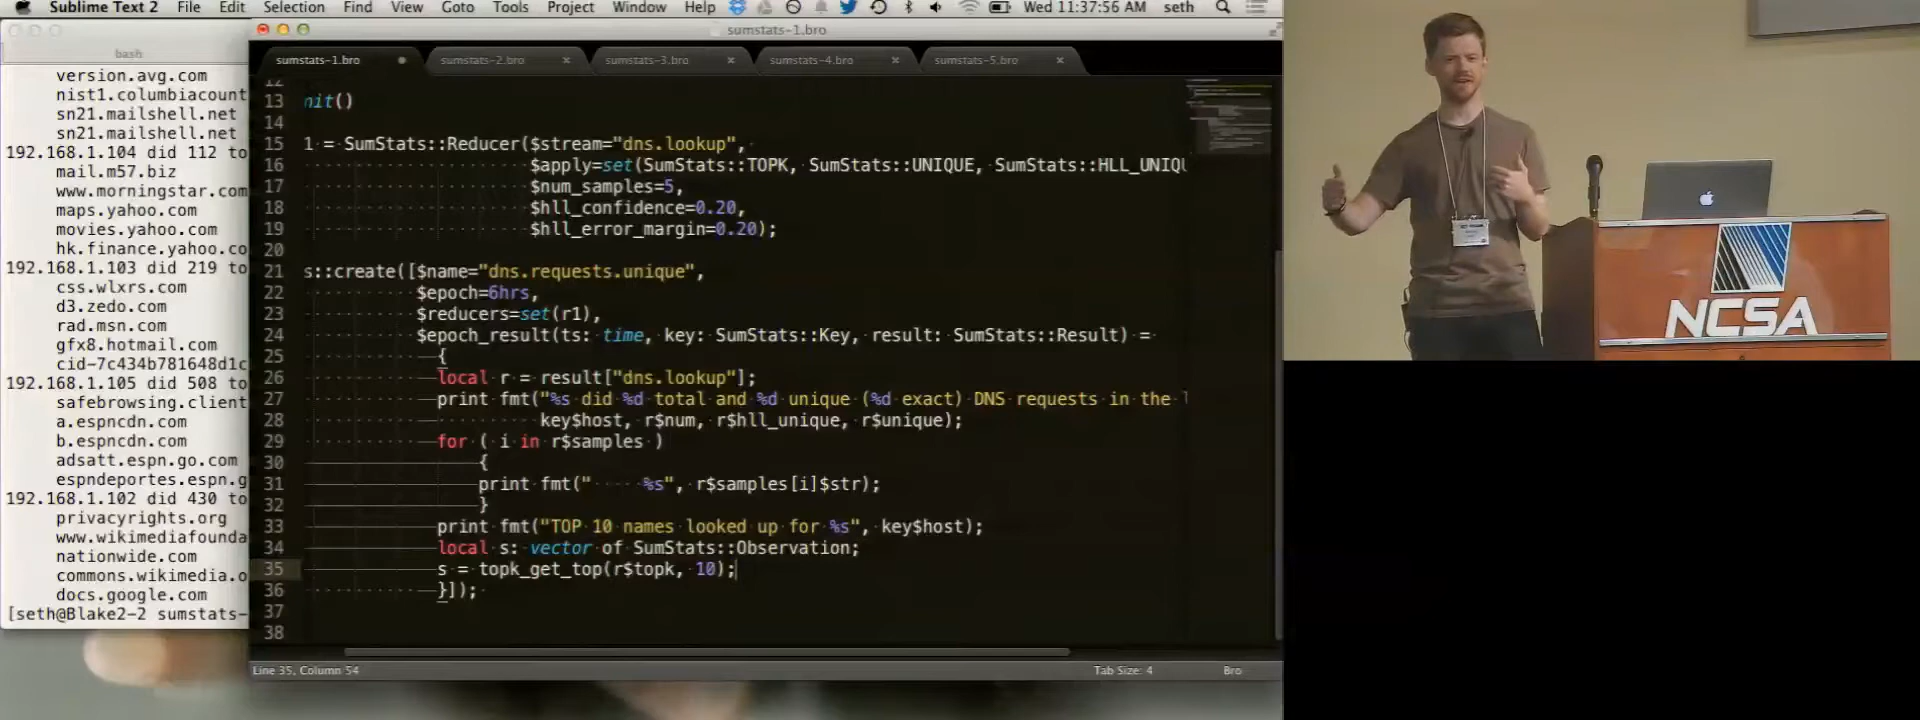 Sublime Text 2 File Edit Selection Find View Goto Tools Project Window Help Wed 11:37:56 AM seth
sumstats-1.bro
sumstats-1.bro sumstats-2.bro sumstats-3.bro sumstats-4.bro sumstats-5.bro
bash
version.avg.com
nist1.columbiacount
sn21.mailshell.net
sn21.mailshell.net
192.168.1.104 did 112 to
mail.m57.biz
www.morningstar.com
maps.yahoo.com
movies.yahoo.com
hk.finance.yahoo.co
192.168.1.103 did 219 to
css.wlxrs.com
d3.zedo.com
rad.msn.com
gfx8.hotmail.com
cid-7c434b781648d1c
192.168.1.105 did 508 to
safebrowsing.client
a.espncdn.com
b.espncdn.com
adsatt.espn.go.com
espndeportes.espn.g
192.168.1.102 did 430 to
privacyrights.org
www.wikimediafounda
nationwide.com
commons.wikimedia.o
docs.google.com
[seth@Blake2-2 sumstats-
12
13 nit()
14
15 1 = SumStats::Reducer($stream="dns.lookup",
16 $apply=set(SumStats::TOPK, SumStats::UNIQUE, SumStats::HLL_UNIQU
17 $num_samples=5,
18 $hll_confidence=0.20,
19 $hll_error_margin=0.20);
20
21 s::create([$name="dns.requests.unique",
22 $epoch=6hrs,
23 $reducers=set(r1),
24 $epoch_result(ts: time, key: SumStats::Key, result: SumStats::Result) =
25 {
26 local r = result["dns.lookup"];
27 print fmt("%s did %d total and %d unique (%d exact) DNS requests in the l
28 key$host, r$num, r$hll_unique, r$unique);
29 for ( i in r$samples )
30 {
31 print fmt("     %s", r$samples[i]$str);
32 }
33 print fmt("TOP 10 names looked up for %s", key$host);
34 local s: vector of SumStats::Observation;
35 s = topk_get_top(r$topk, 10);
36 }]);
37
38
Line 35, Column 54 Tab Size: 4 Bro
NCSA